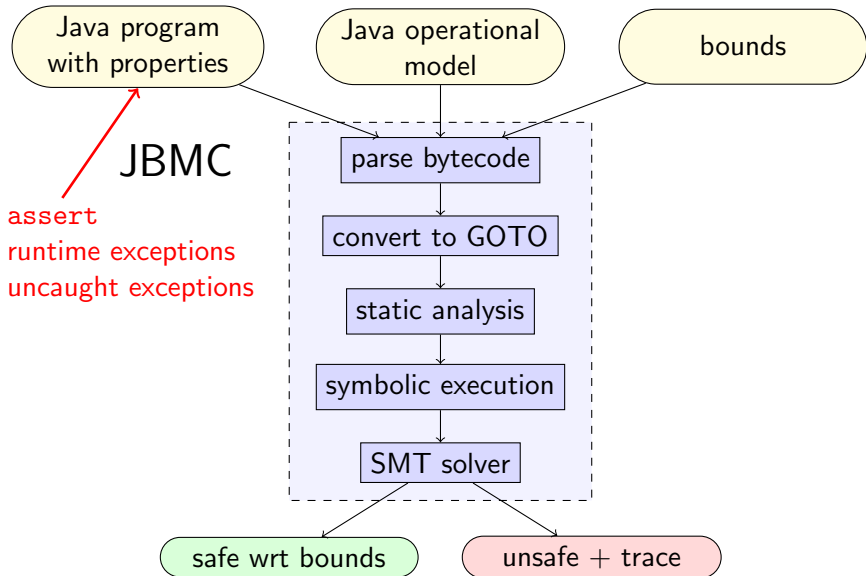 Java program
with properties
Java operational
model
bounds
JBMC
parse bytecode
assert
runtime exceptions
uncaught exceptions
convert to GOTO
static analysis
symbolic execution
SMT solver
safe wrt bounds
unsafe + trace